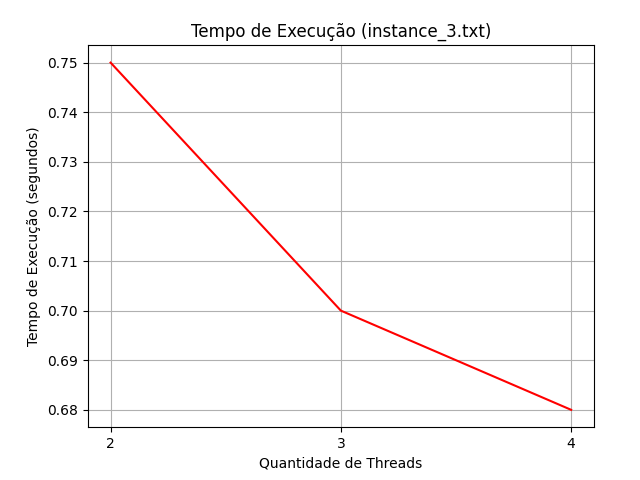 Tempo de Execução (instance_3.txt)
Tempo de Execução (segundos)
0.75
0.74
0.73
0.72
0.71
0.70
0.69
0.68
2 3 4
Quantidade de Threads